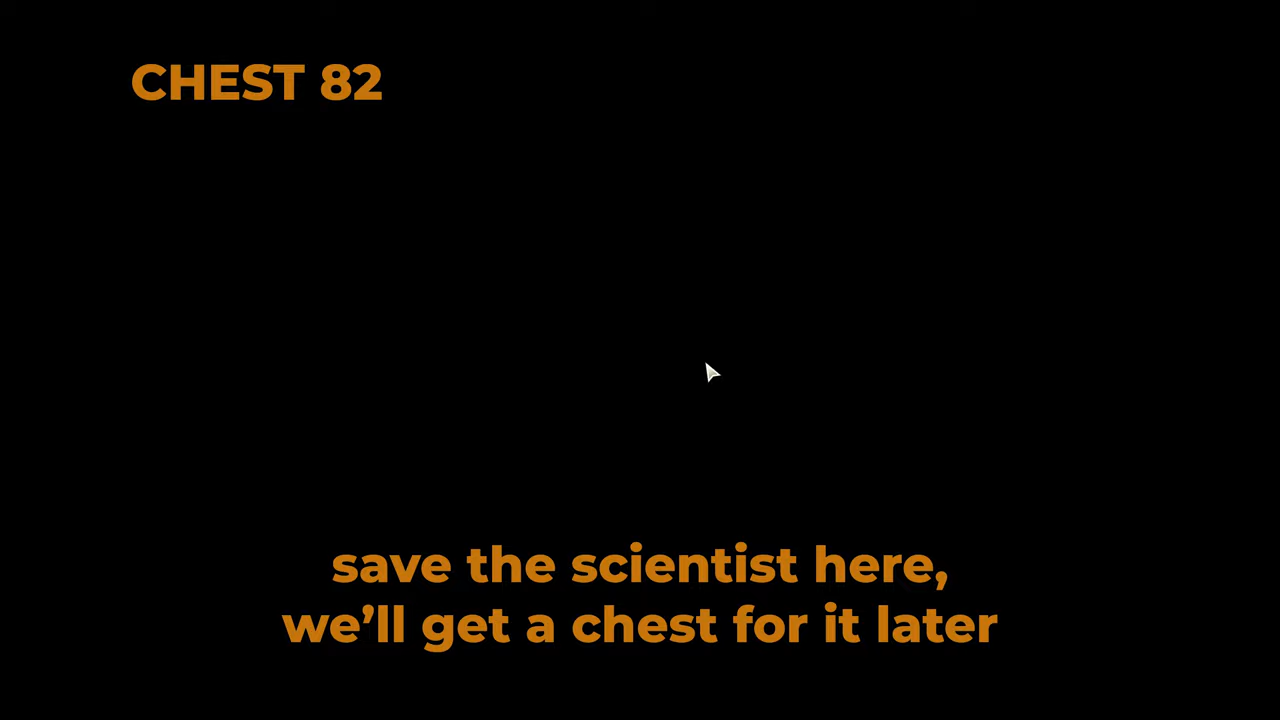 CHEST 82
save the scientist here,
we’ll get a chest for it later